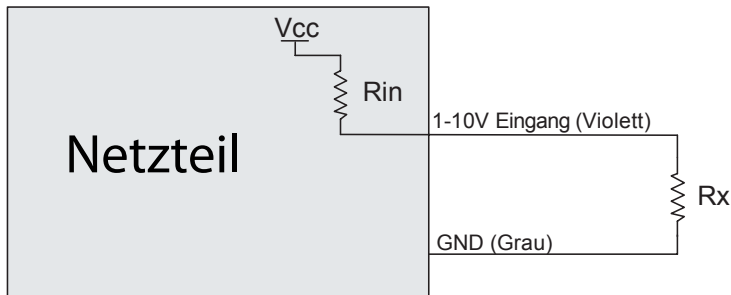 Vcc
Rin
1-10V Eingang (Violett)
Netzteil
Rx
GND (Grau)